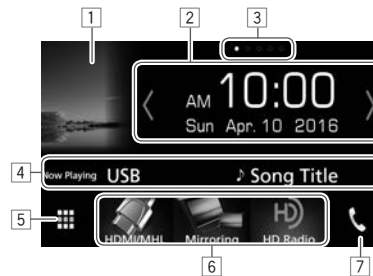 1
2
3
AM 10:00
Sun Apr. 10 2016
4
Now Playing USB ♪ Song Title
5
HDMI/MHL Mirroring HD Radio
6
7